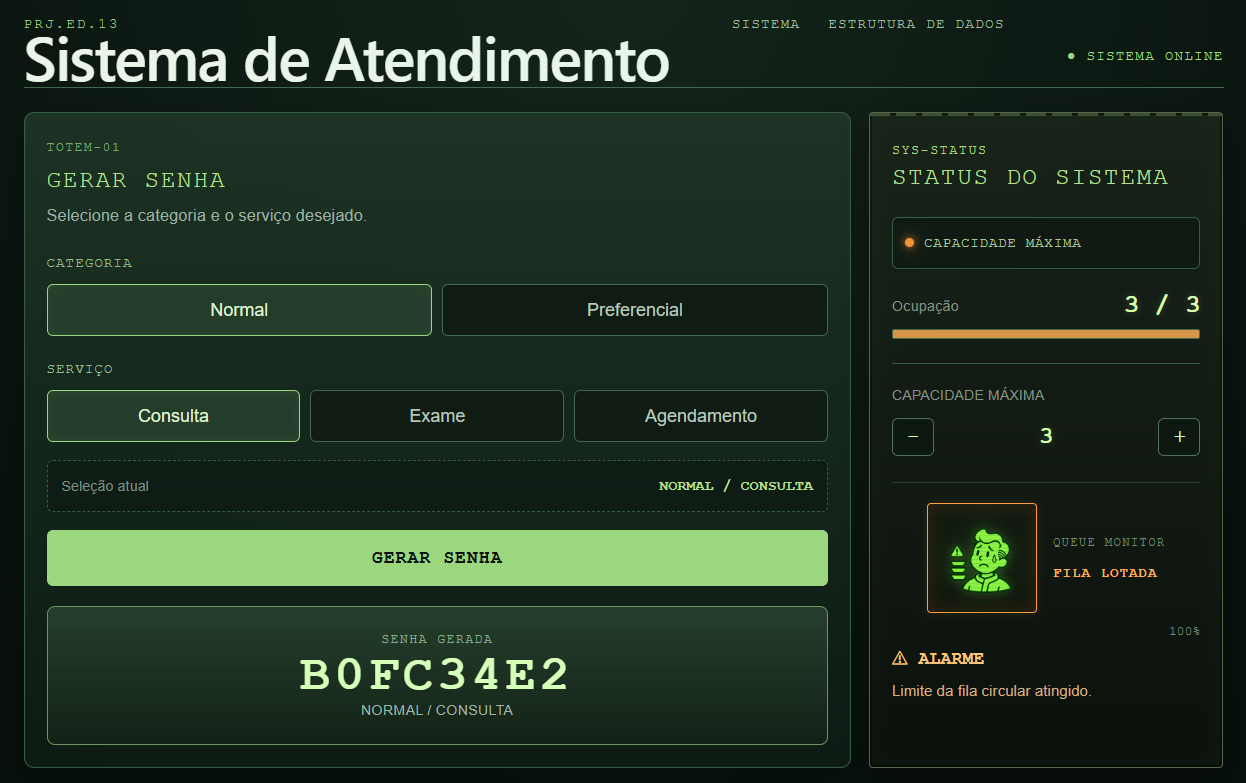 PRJ.ED.13
Sistema de Atendimento
SISTEMA ESTRUTURA DE DADOS
● SISTEMA ONLINE
TOTEM-01
GERAR SENHA
Selecione a categoria e o serviço desejado.
CATEGORIA
Normal Preferencial
SERVIÇO
Consulta Exame Agendamento
Seleção atual NORMAL / CONSULTA
GERAR SENHA
SENHA GERADA
B0FC34E2
NORMAL / CONSULTA
SYS-STATUS
STATUS DO SISTEMA
CAPACIDADE MÁXIMA
Ocupação 3 / 3
CAPACIDADE MÁXIMA
− 3 +
QUEUE MONITOR
FILA LOTADA
100%
⚠ ALARME
Limite da fila circular atingido.